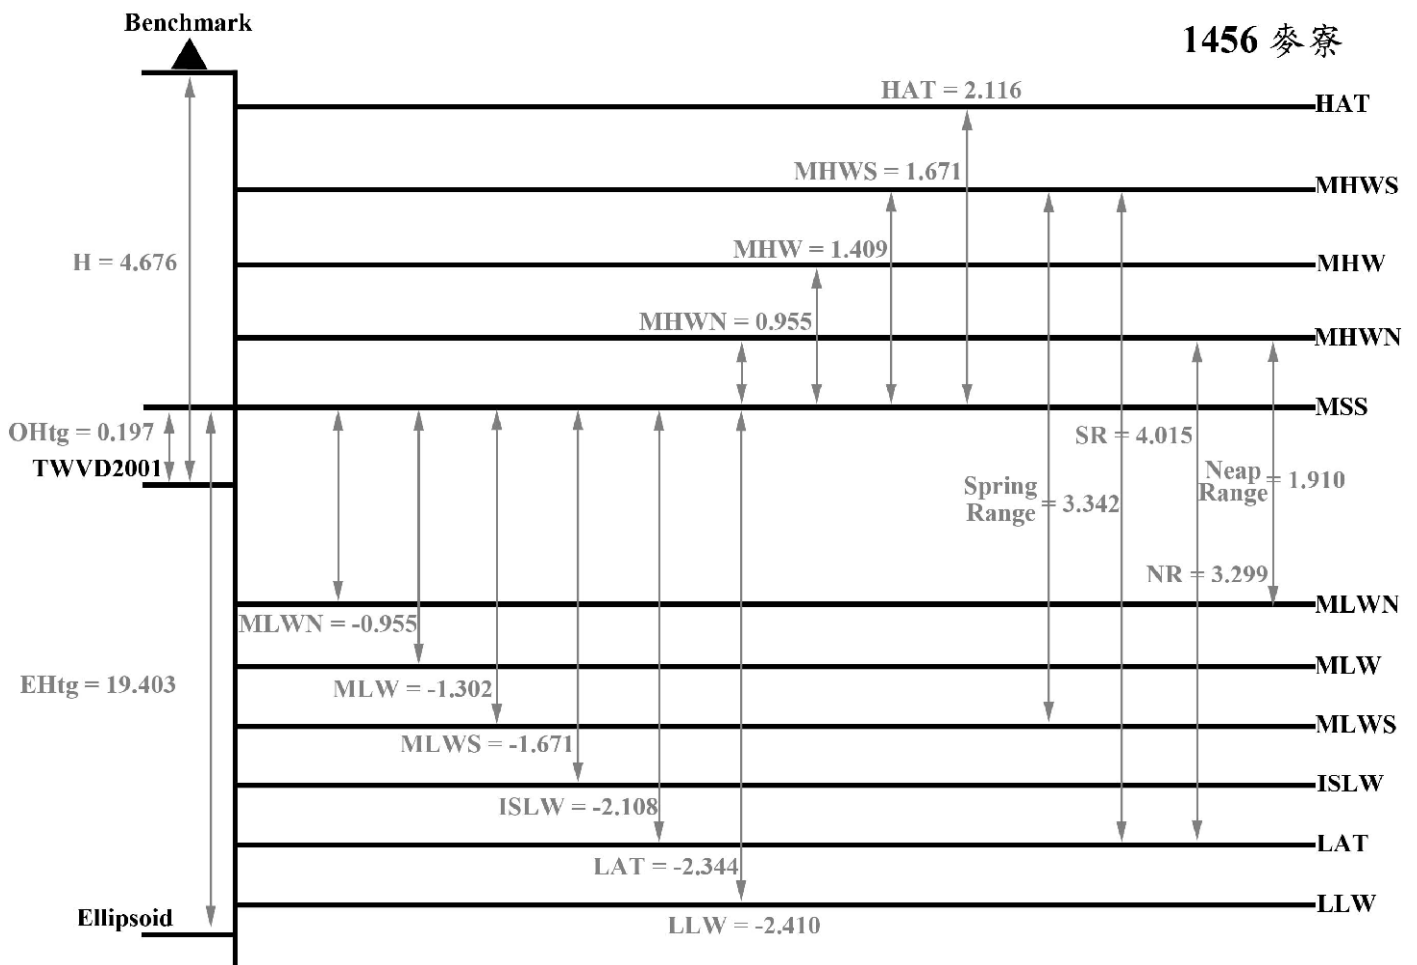 Benchmark
1456 麥寮
HAT = 2.116
HAT
MHWS = 1.671
MHWS
H = 4.676
MHW = 1.409
MHW
MHWN = 0.955
MHWN
MSS
OHtg = 0.197
SR = 4.015
TWVD2001
Neap
Range
= 1.910
Spring
Range
= 3.342
NR = 3.299
MLWN
MLWN = -0.955
MLW
EHtg = 19.403
MLW = -1.302
MLWS
MLWS = -1.671
ISLW
ISLW = -2.108
LAT
LAT = -2.344
LLW
Ellipsoid
LLW = -2.410